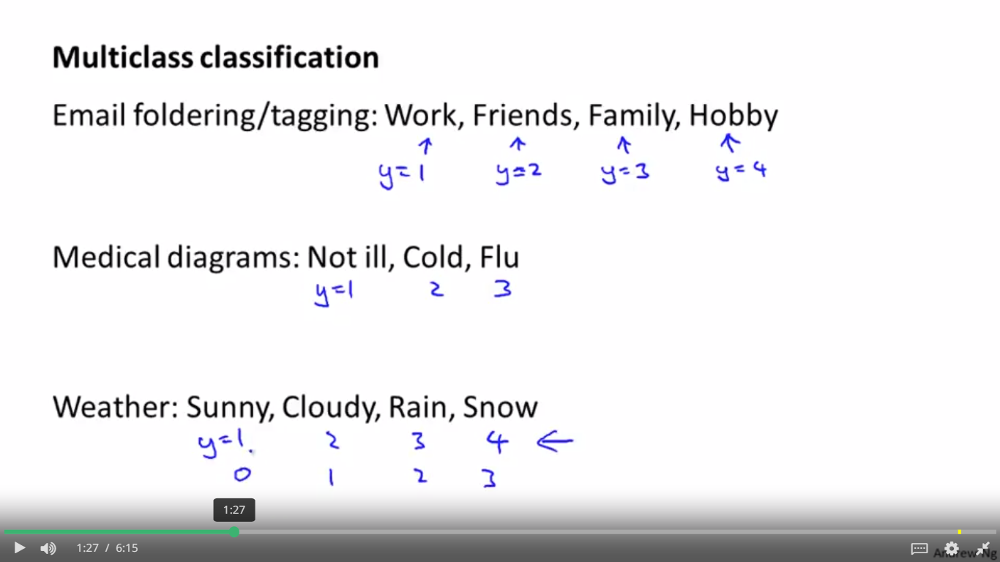 Multiclass classification
Email foldering/tagging: Work, Friends, Family, Hobby
y=1 y=2 y=3 y=4
Medical diagrams: Not ill, Cold, Flu
y=1 2 3
Weather: Sunny, Cloudy, Rain, Snow
y=1 2 3 4
0 1 2 3
1:27
1:27 / 6:15
Andrew Ng